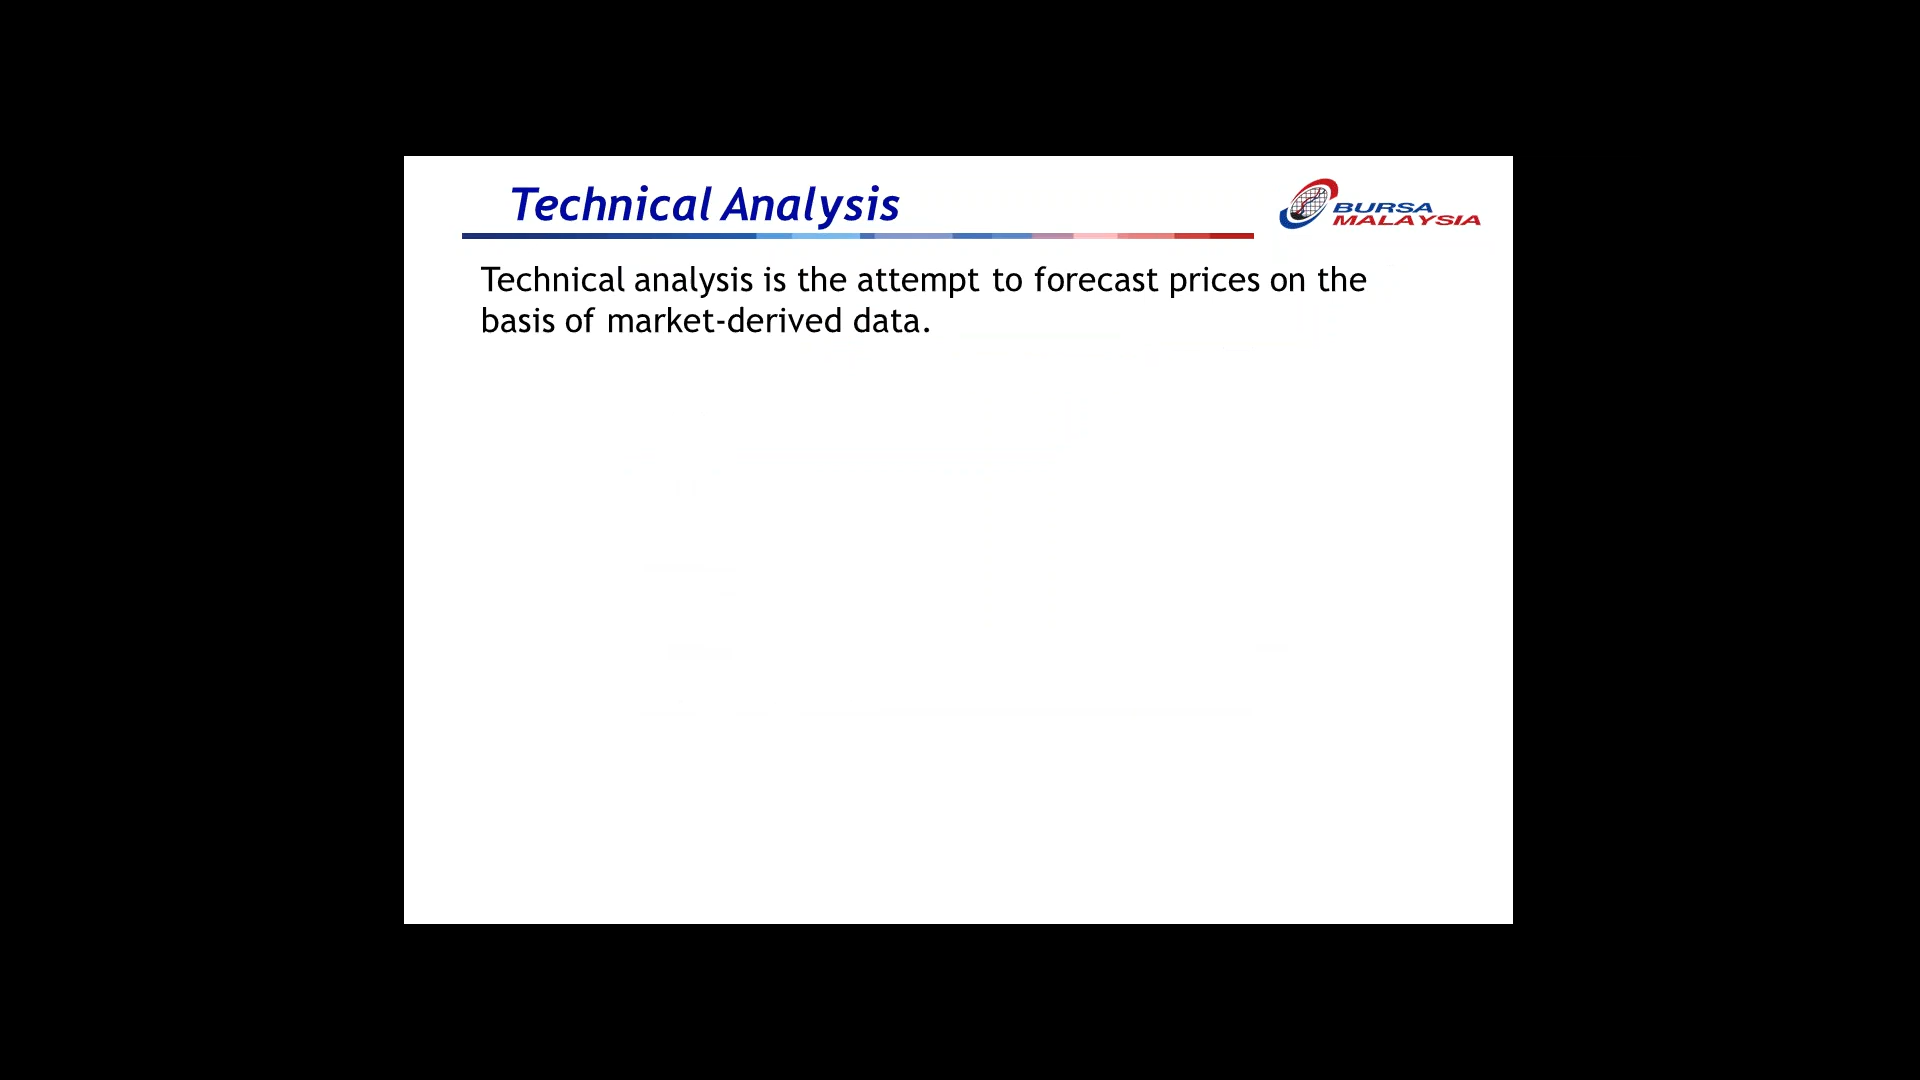 Technical Analysis
BURSA
MALAYSIA
Technical analysis is the attempt to forecast prices on the
basis of market-derived data.